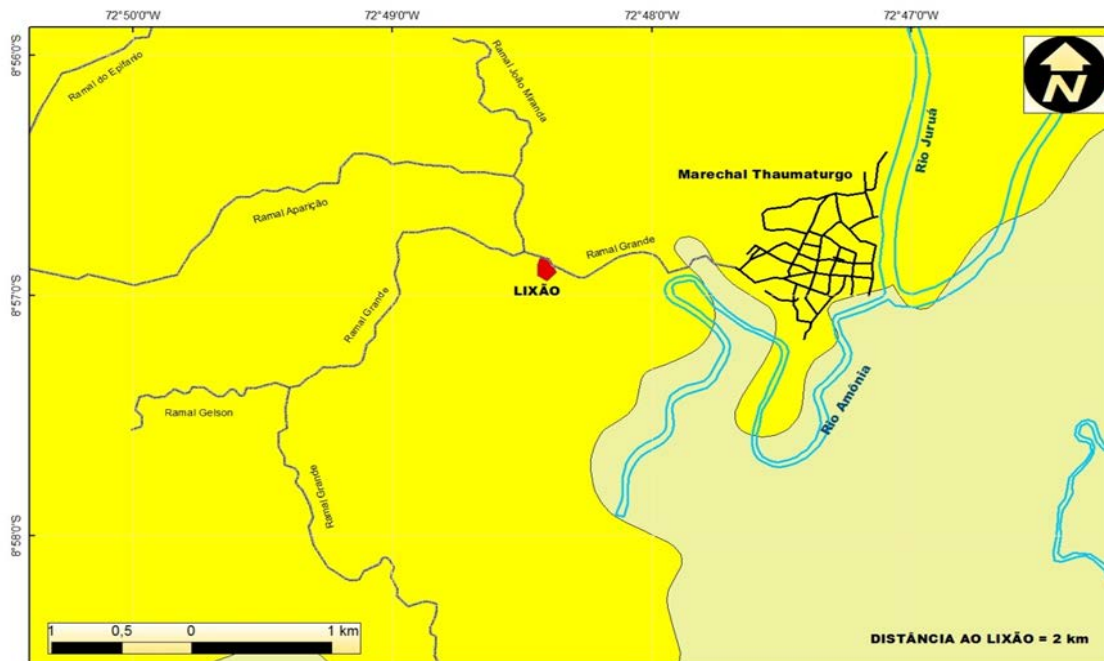 72°50'0"W
72°49'0"W
72°48'0"W
72°47'0"W
8°56'0"S
8°57'0"S
8°58'0"S
Ramal do Epifanio
Ramal João Miranda
N
Rio Juruá
Marechal Thaumaturgo
Ramal Aparição
Ramal Grande
LIXÃO
Ramal Grande
Rio Amônia
Ramal Gelson
Ramal Grande
1 0,5 0 1 km
DISTÂNCIA AO LIXÃO = 2 km